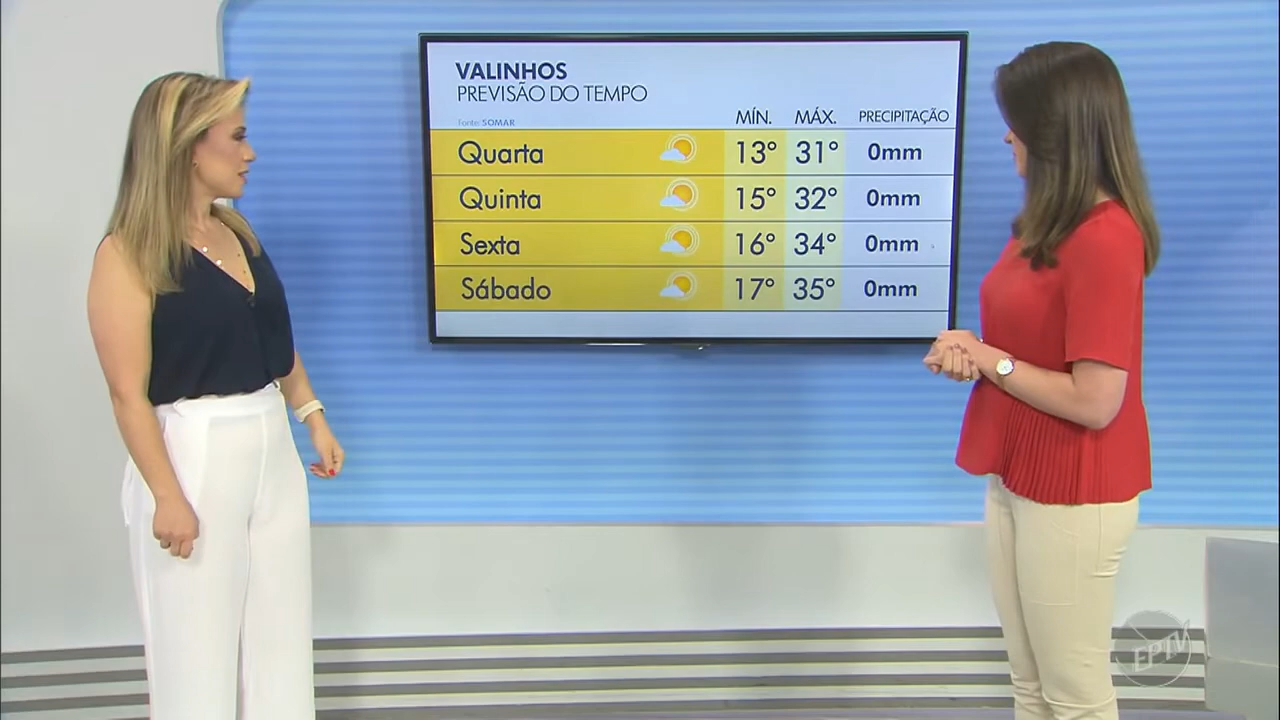 VALINHOS
PREVISÃO DO TEMPO
Fonte: SOMAR
MÍN. MÁX. PRECIPITAÇÃO
Quarta 13° 31° 0mm
Quinta 15° 32° 0mm
Sexta 16° 34° 0mm
Sábado 17° 35° 0mm
EPTV